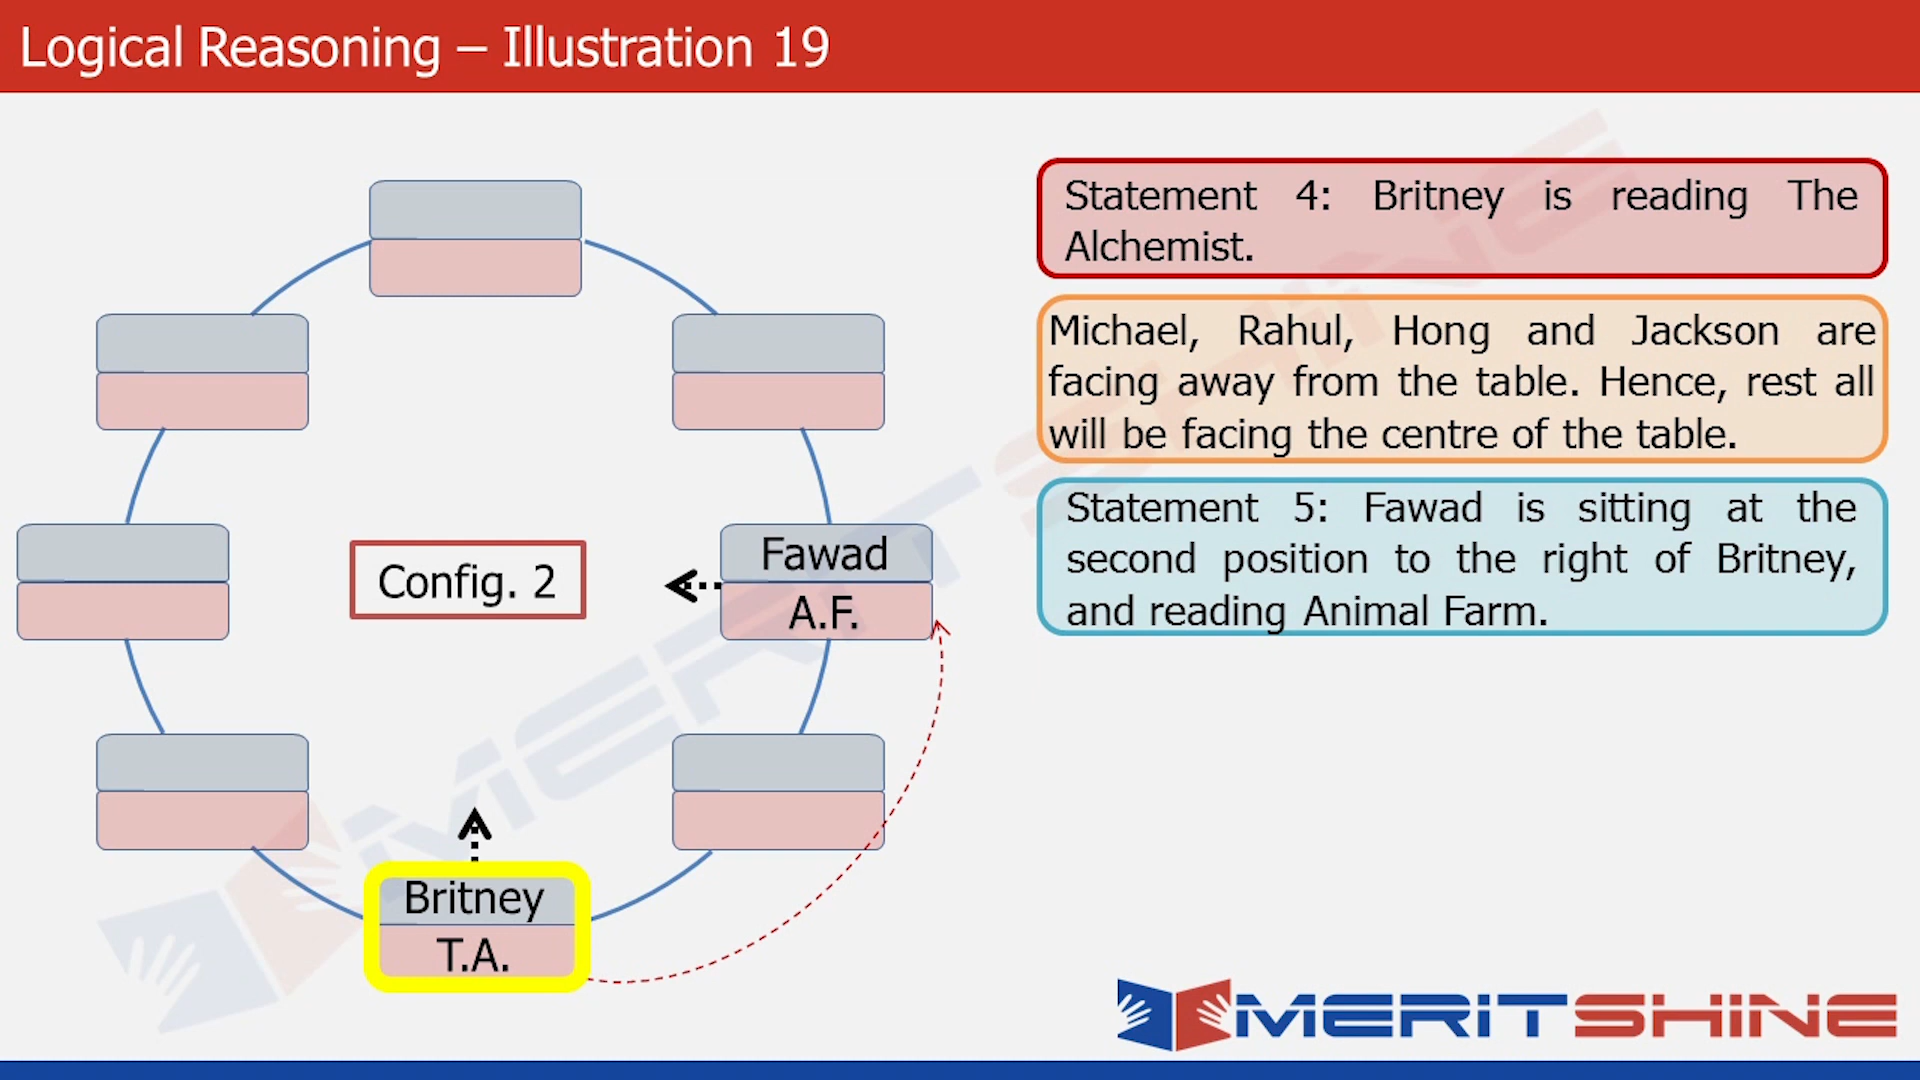 Logical Reasoning – Illustration 19
Statement 4: Britney is reading The
Alchemist.
Michael, Rahul, Hong and Jackson are
facing away from the table. Hence, rest all
will be facing the centre of the table.
Statement 5: Fawad is sitting at the
second position to the right of Britney,
and reading Animal Farm.
Config. 2
Fawad
A.F.
Britney
T.A.
MERITSHINE
MERITSHINE